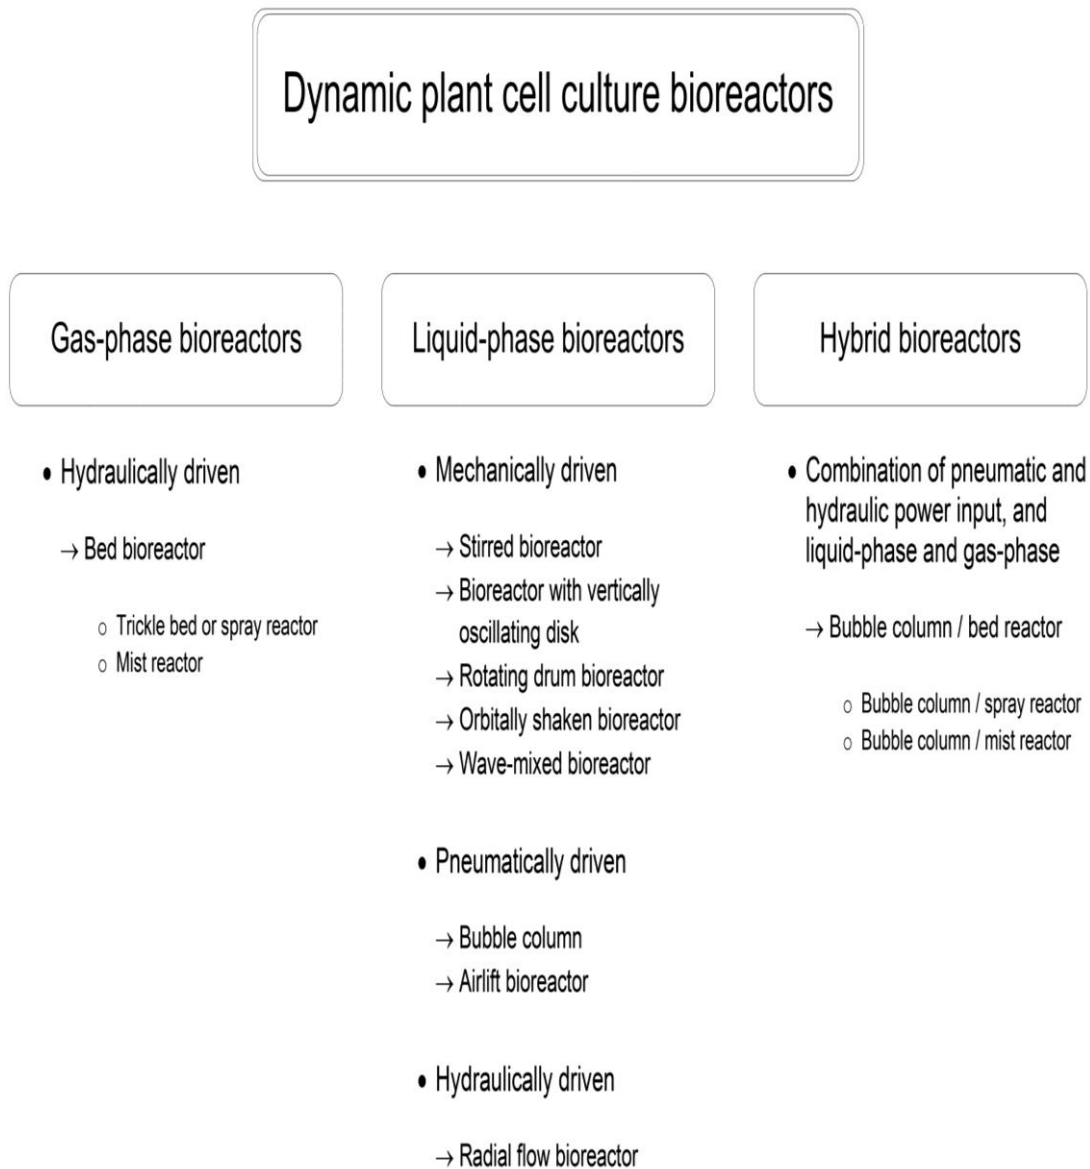 Dynamic plant cell culture bioreactors
Gas-phase bioreactors
• Hydraulically driven
→ Bed bioreactor
○ Trickle bed or spray reactor
○ Mist reactor
Liquid-phase bioreactors
• Mechanically driven
→ Stirred bioreactor
→ Bioreactor with vertically
oscillating disk
→ Rotating drum bioreactor
→ Orbitally shaken bioreactor
→ Wave-mixed bioreactor
• Pneumatically driven
→ Bubble column
→ Airlift bioreactor
• Hydraulically driven
→ Radial flow bioreactor
Hybrid bioreactors
• Combination of pneumatic and
hydraulic power input, and
liquid-phase and gas-phase
→ Bubble column / bed reactor
○ Bubble column / spray reactor
○ Bubble column / mist reactor